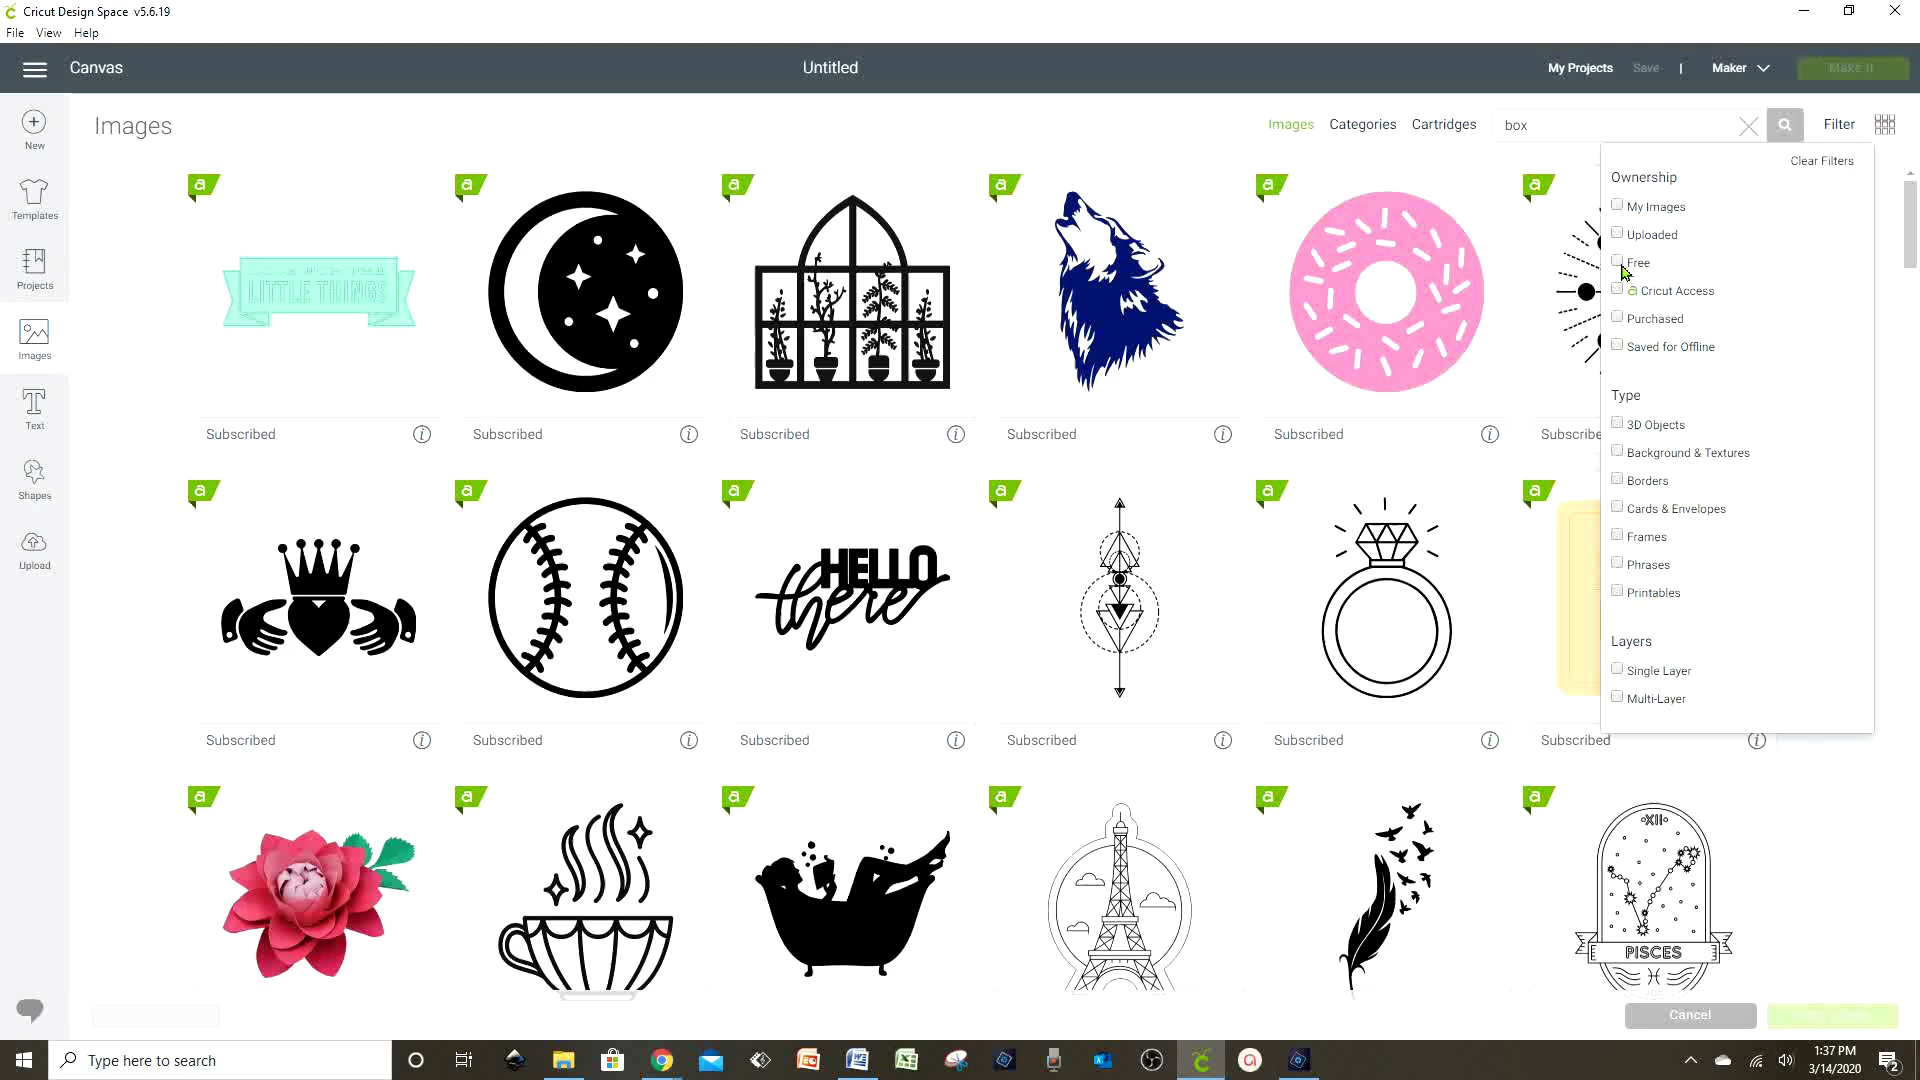 Cricut Design Space v5.6.19
File View Help
Canvas
Untitled
My Projects Save | Maker Make It
New
Templates
Projects
Images
Text
Shapes
Upload
Images
Images Categories Cartridges
box
Filter
Clear Filters
Ownership
My Images
Uploaded
Free
a Cricut Access
Purchased
Saved for Offline
Type
3D Objects
Background & Textures
Borders
Cards & Envelopes
Frames
Phrases
Printables
Layers
Single Layer
Multi-Layer
a a a a a a
LITTLE THINGS
Subscribed Subscribed Subscribed Subscribed Subscribed Subscribe
a a a a a a
HELLO
there
Subscribed Subscribed Subscribed Subscribed Subscribed Subscribed
a a a a a a
XII
PISCES
Cancel
Type here to search
1:37 PM
3/14/2020
2